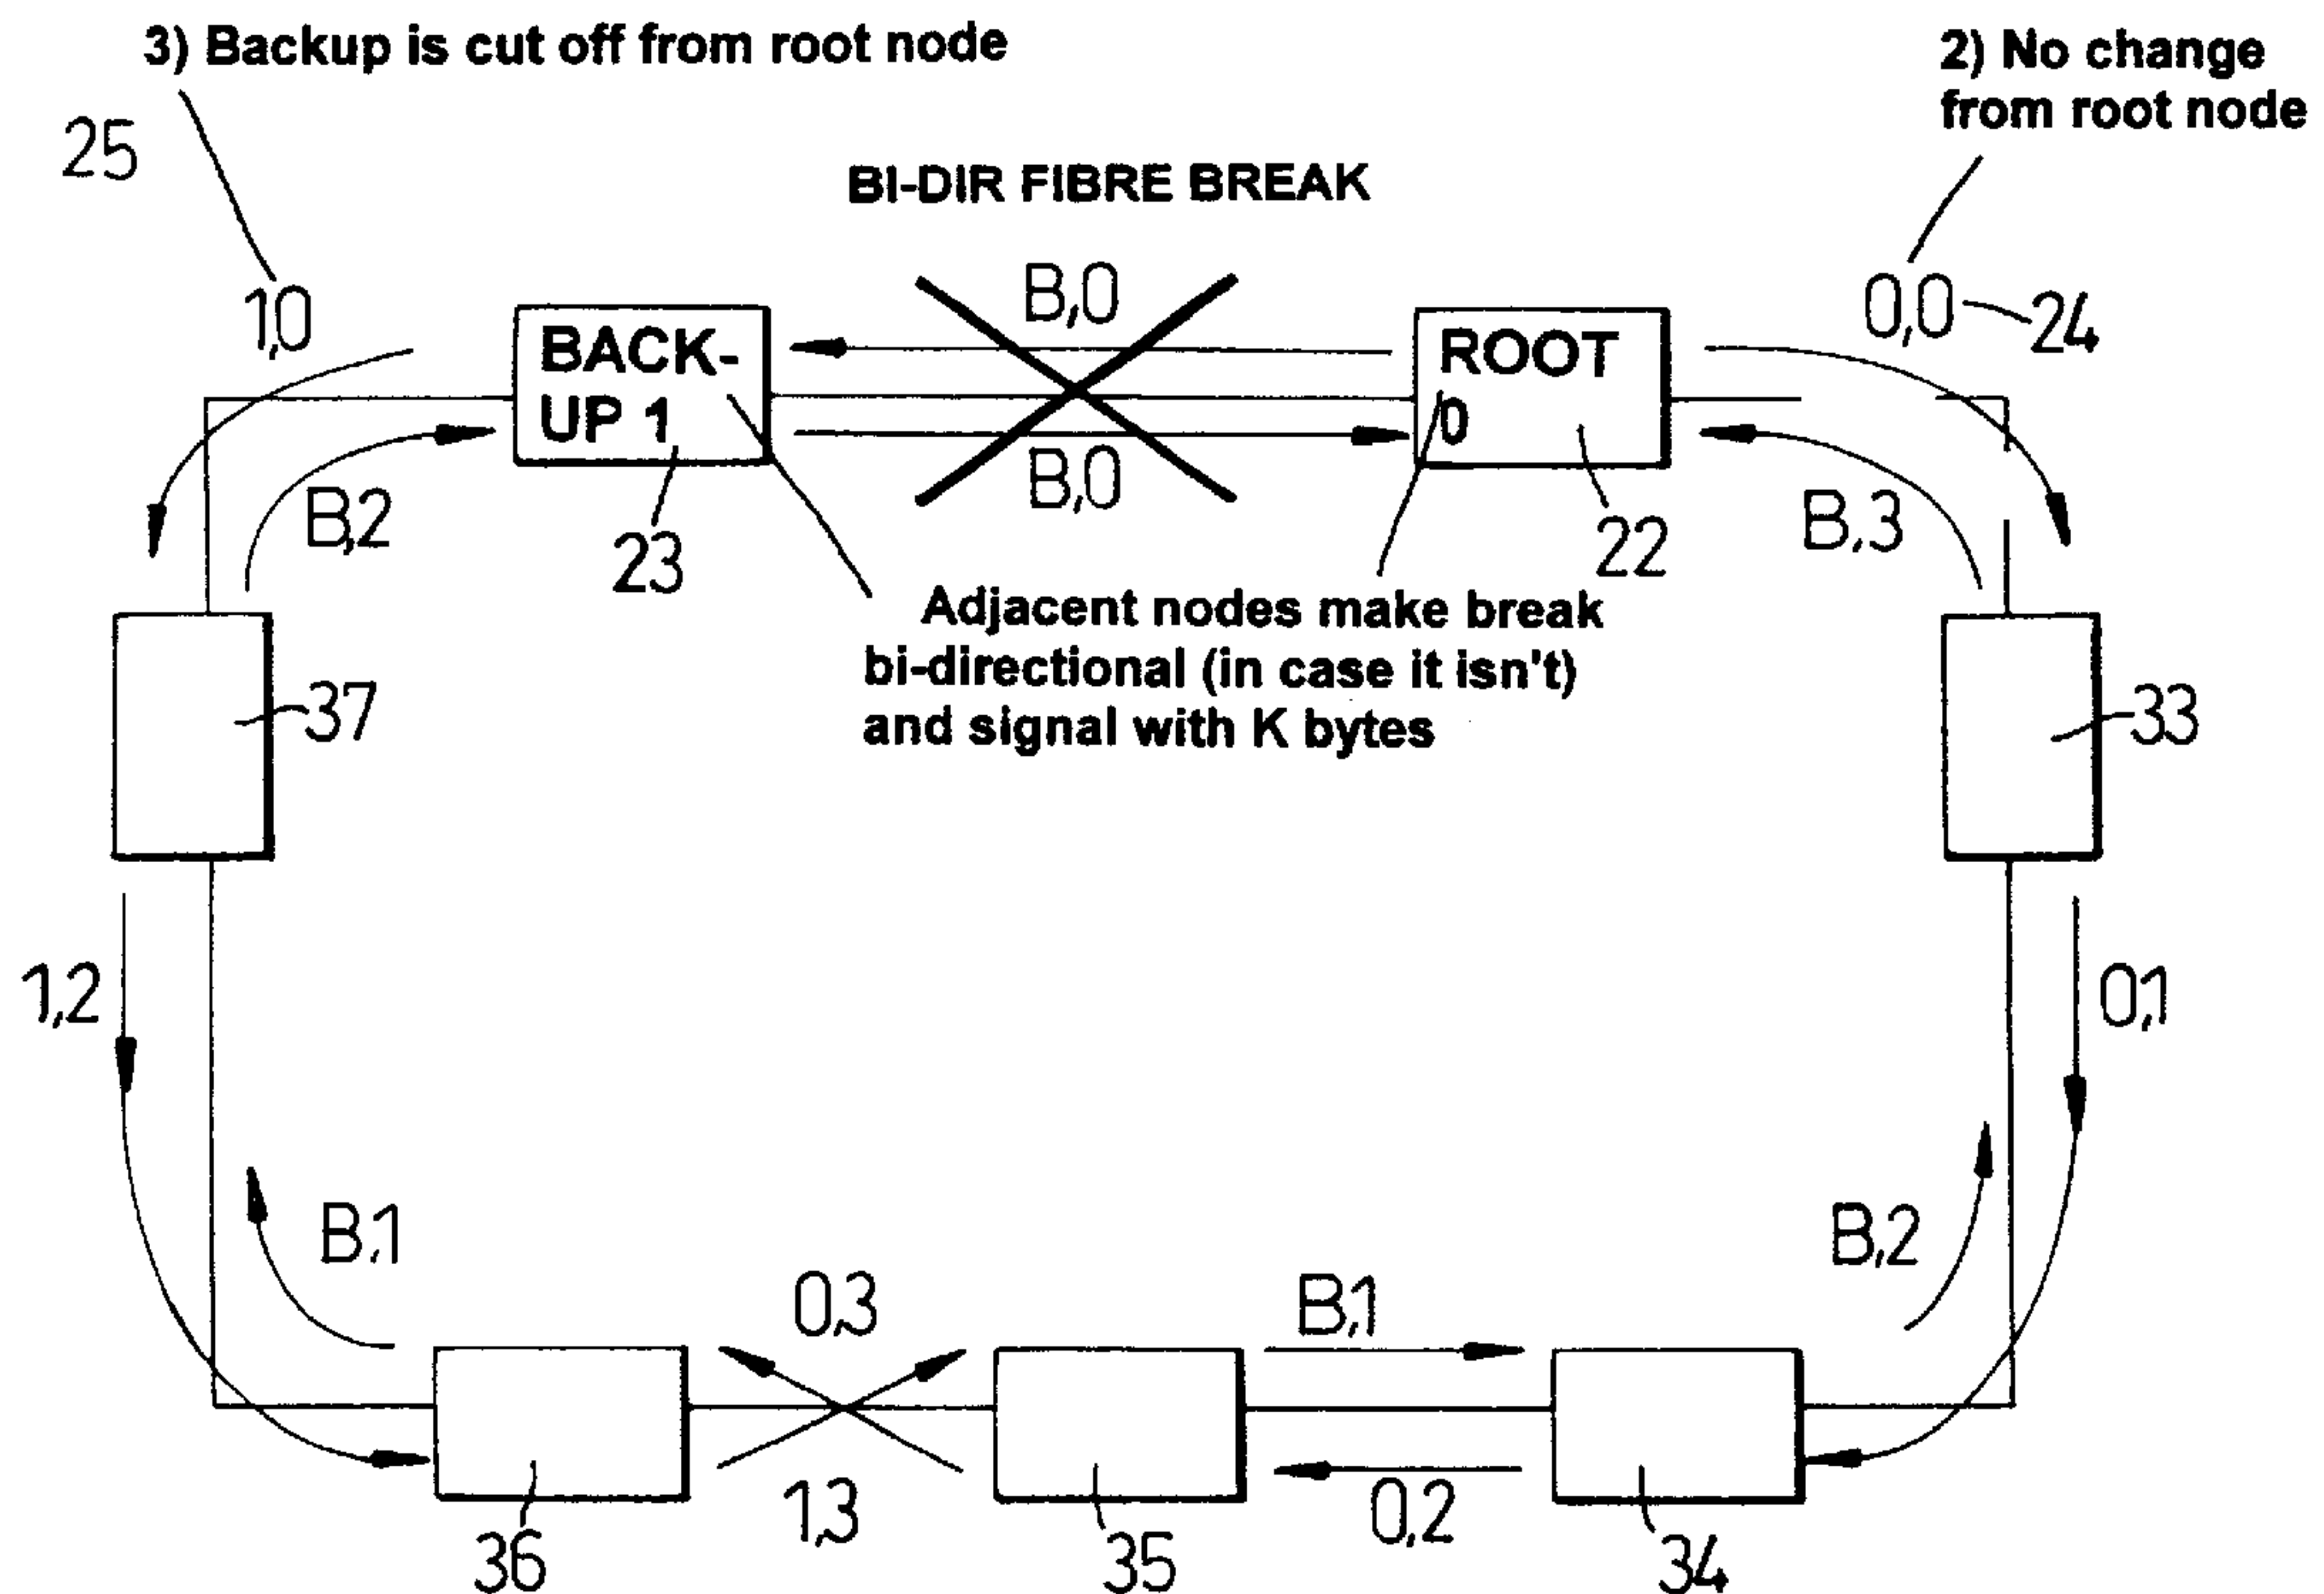 3) Backup is cut off from root node
2) No change
from root node
25
BI-DIR FIBRE BREAK
1,0
B,0
0,0
24
BACK-
UP 1
ROOT
0
B,0
B,2
23
22
B,3
Adjacent nodes make break
bi-directional (in case it isn't)
and signal with K bytes
37
33
1,2
0,1
B,1
0,3
B,1
B,2
1,3
0,2
36
35
34